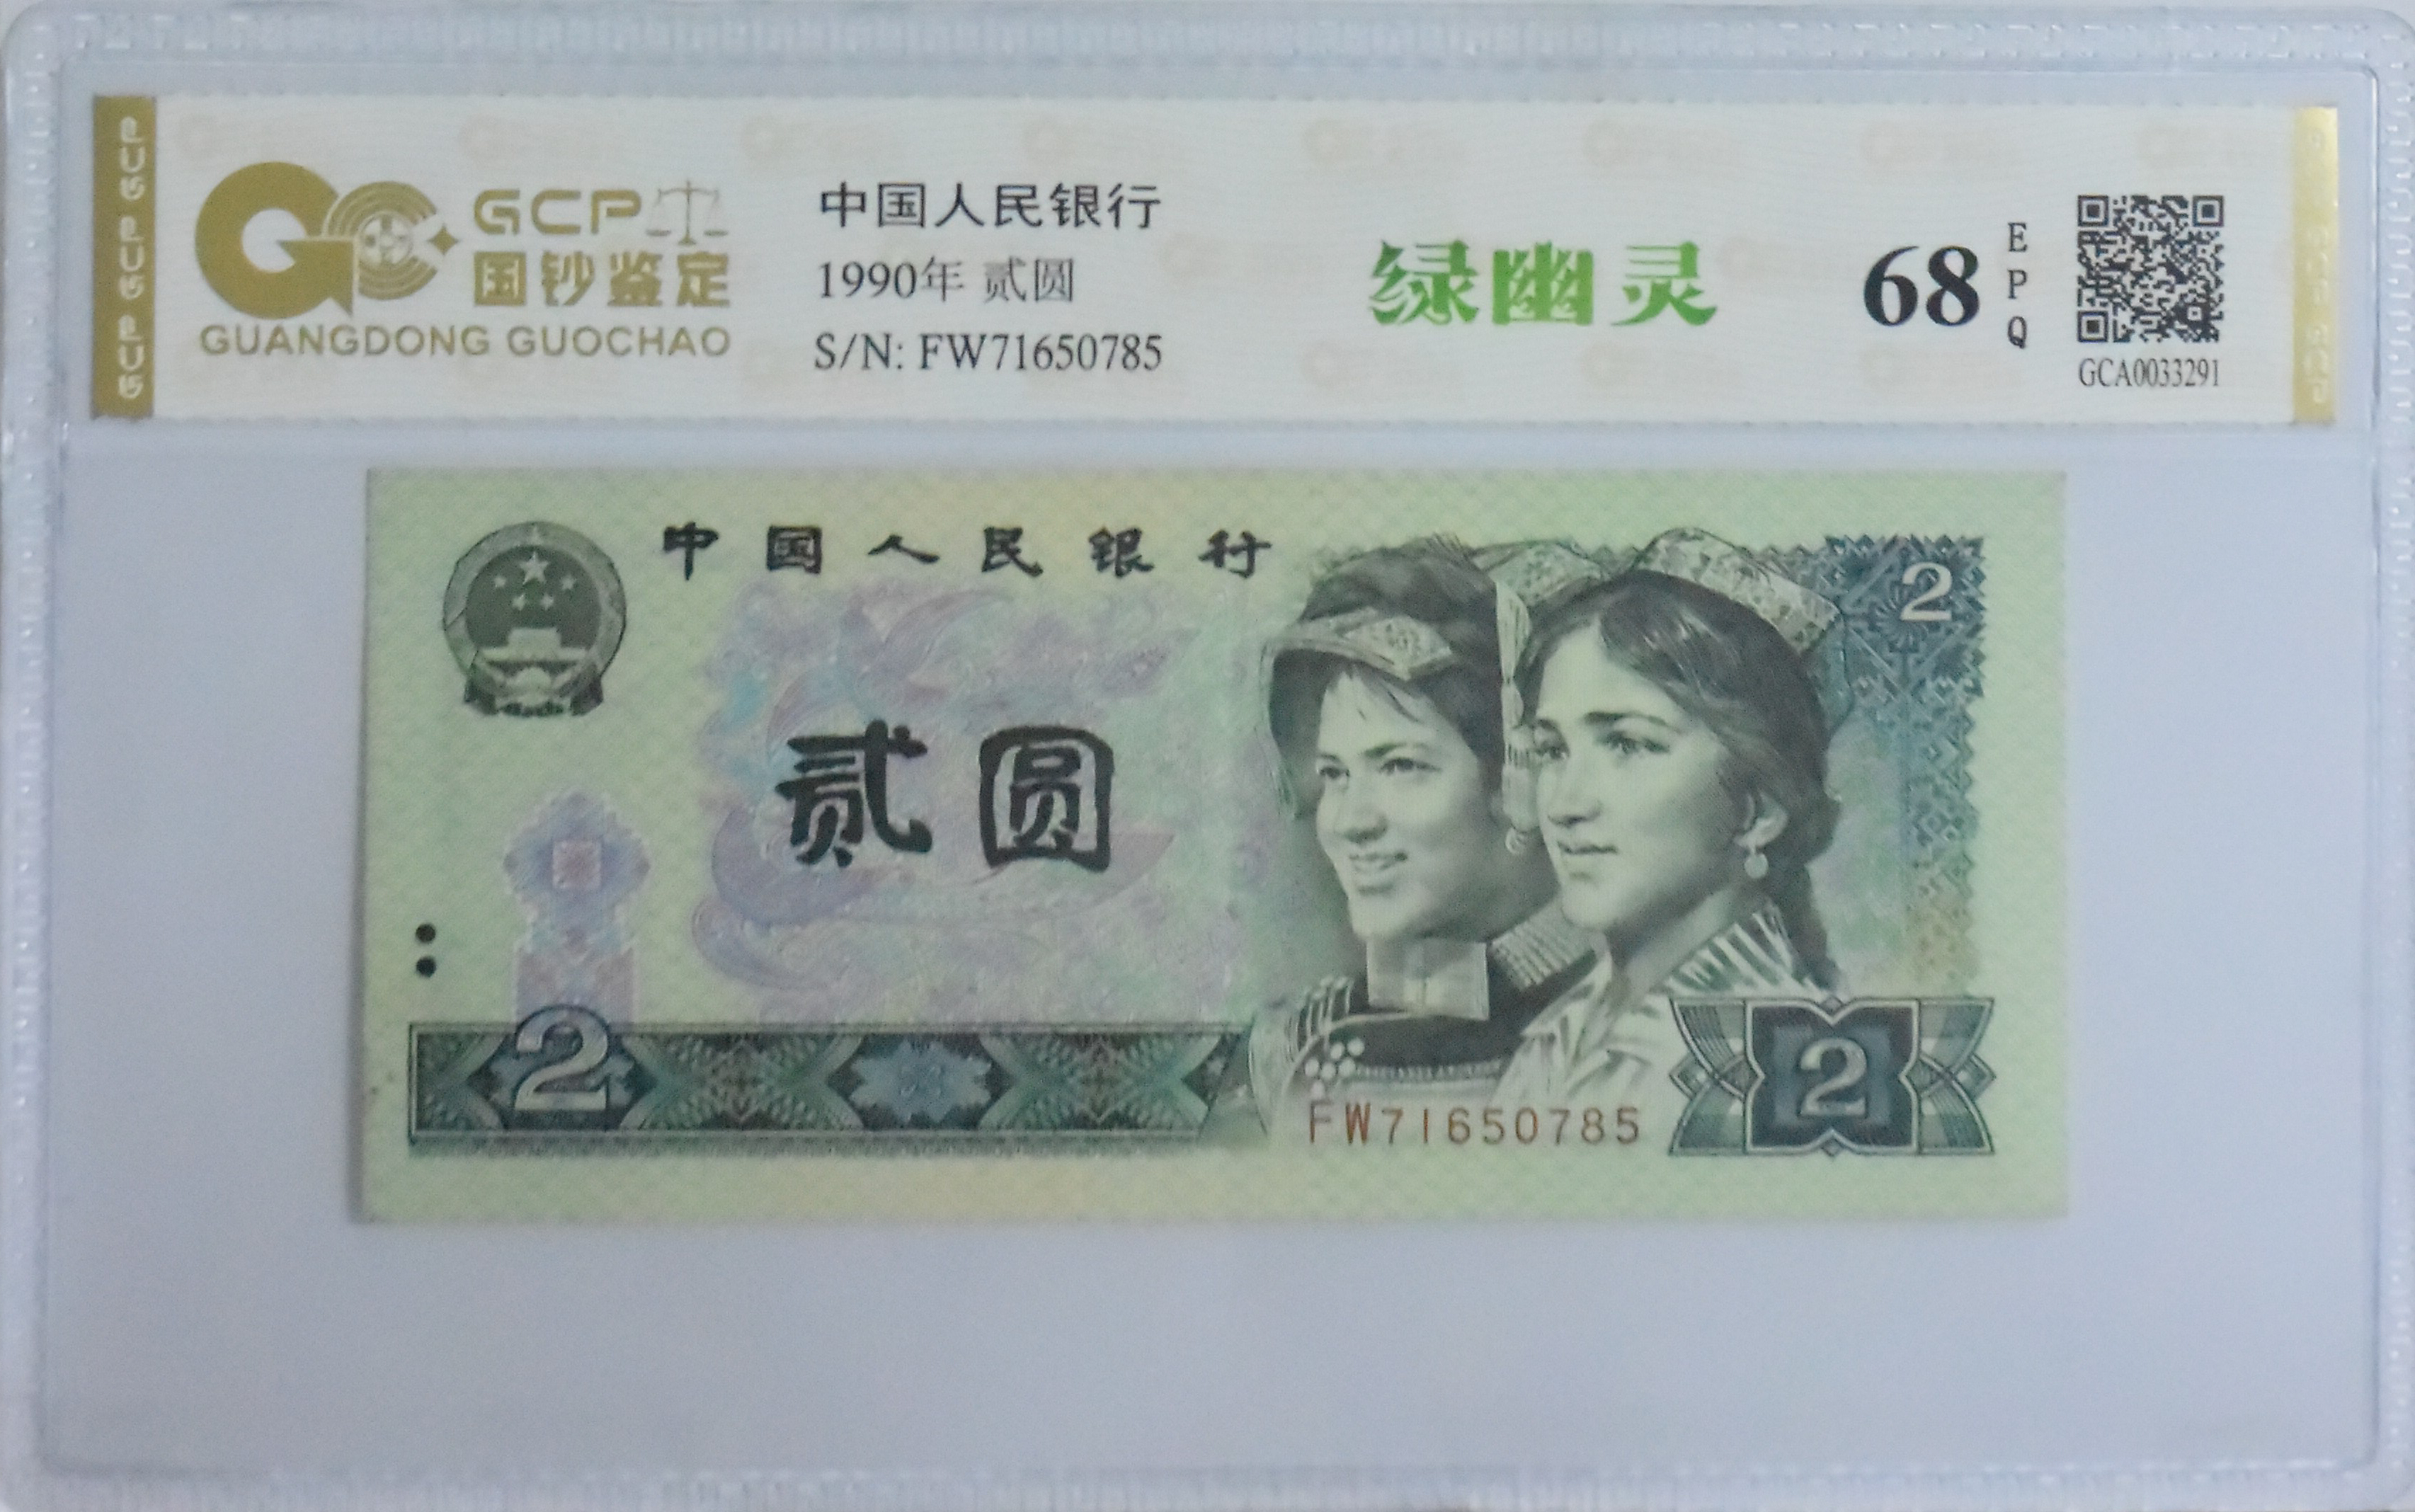 GCP
国钞鉴定
GUANGDONG GUOCHAO
中国人民银行
1990年 贰圆
S/N: FW71650785
绿幽灵
68
EPQ
GCA0033291
中国人民银行
2
贰圆
2
2
FW71650785